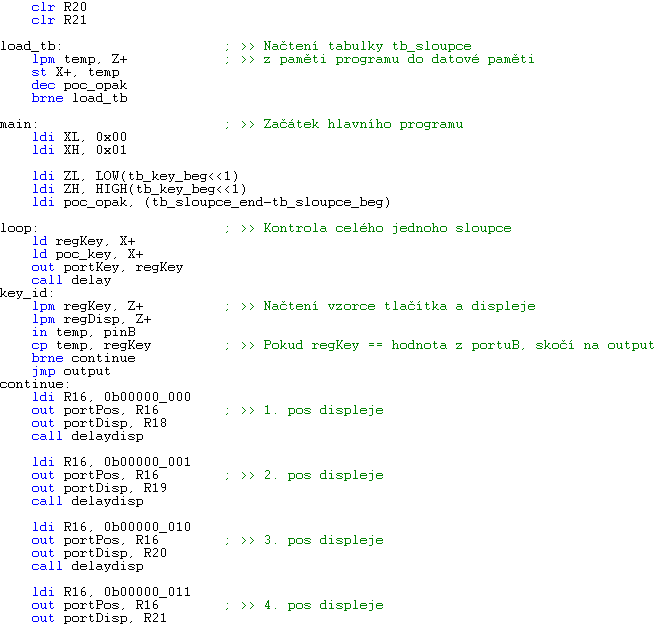 clr R20
clr R21
load_tb: ; >> Načtení tabulky tb_sloupce
lpm temp, Z+ ; >> z paměti programu do datové paměti
st X+, temp
dec poc_opak
brne load_tb
main: ; >> Začátek hlavního programu
ldi XL, 0x00
ldi XH, 0x01
ldi ZL, LOW(tb_key_beg<<1)
ldi ZH, HIGH(tb_key_beg<<1)
ldi poc_opak, (tb_sloupce_end-tb_sloupce_beg)
loop: ; >> Kontrola celého jednoho sloupce
ld regKey, X+
ld poc_key, X+
out portKey, regKey
call delay
key_id:
lpm regKey, Z+ ; >> Načtení vzorce tlačítka a displeje
lpm regDisp, Z+
in temp, pinB
cp temp, regKey ; >> Pokud regKey == hodnota z portuB, skočí na output
brne continue
jmp output
continue:
ldi R16, 0b00000_000
out portPos, R16 ; >> 1. pos displeje
out portDisp, R18
call delaydisp
ldi R16, 0b00000_001
out portPos, R16 ; >> 2. pos displeje
out portDisp, R19
call delaydisp
ldi R16, 0b00000_010
out portPos, R16 ; >> 3. pos displeje
out portDisp, R20
call delaydisp
ldi R16, 0b00000_011
out portPos, R16 ; >> 4. pos displeje
out portDisp, R21